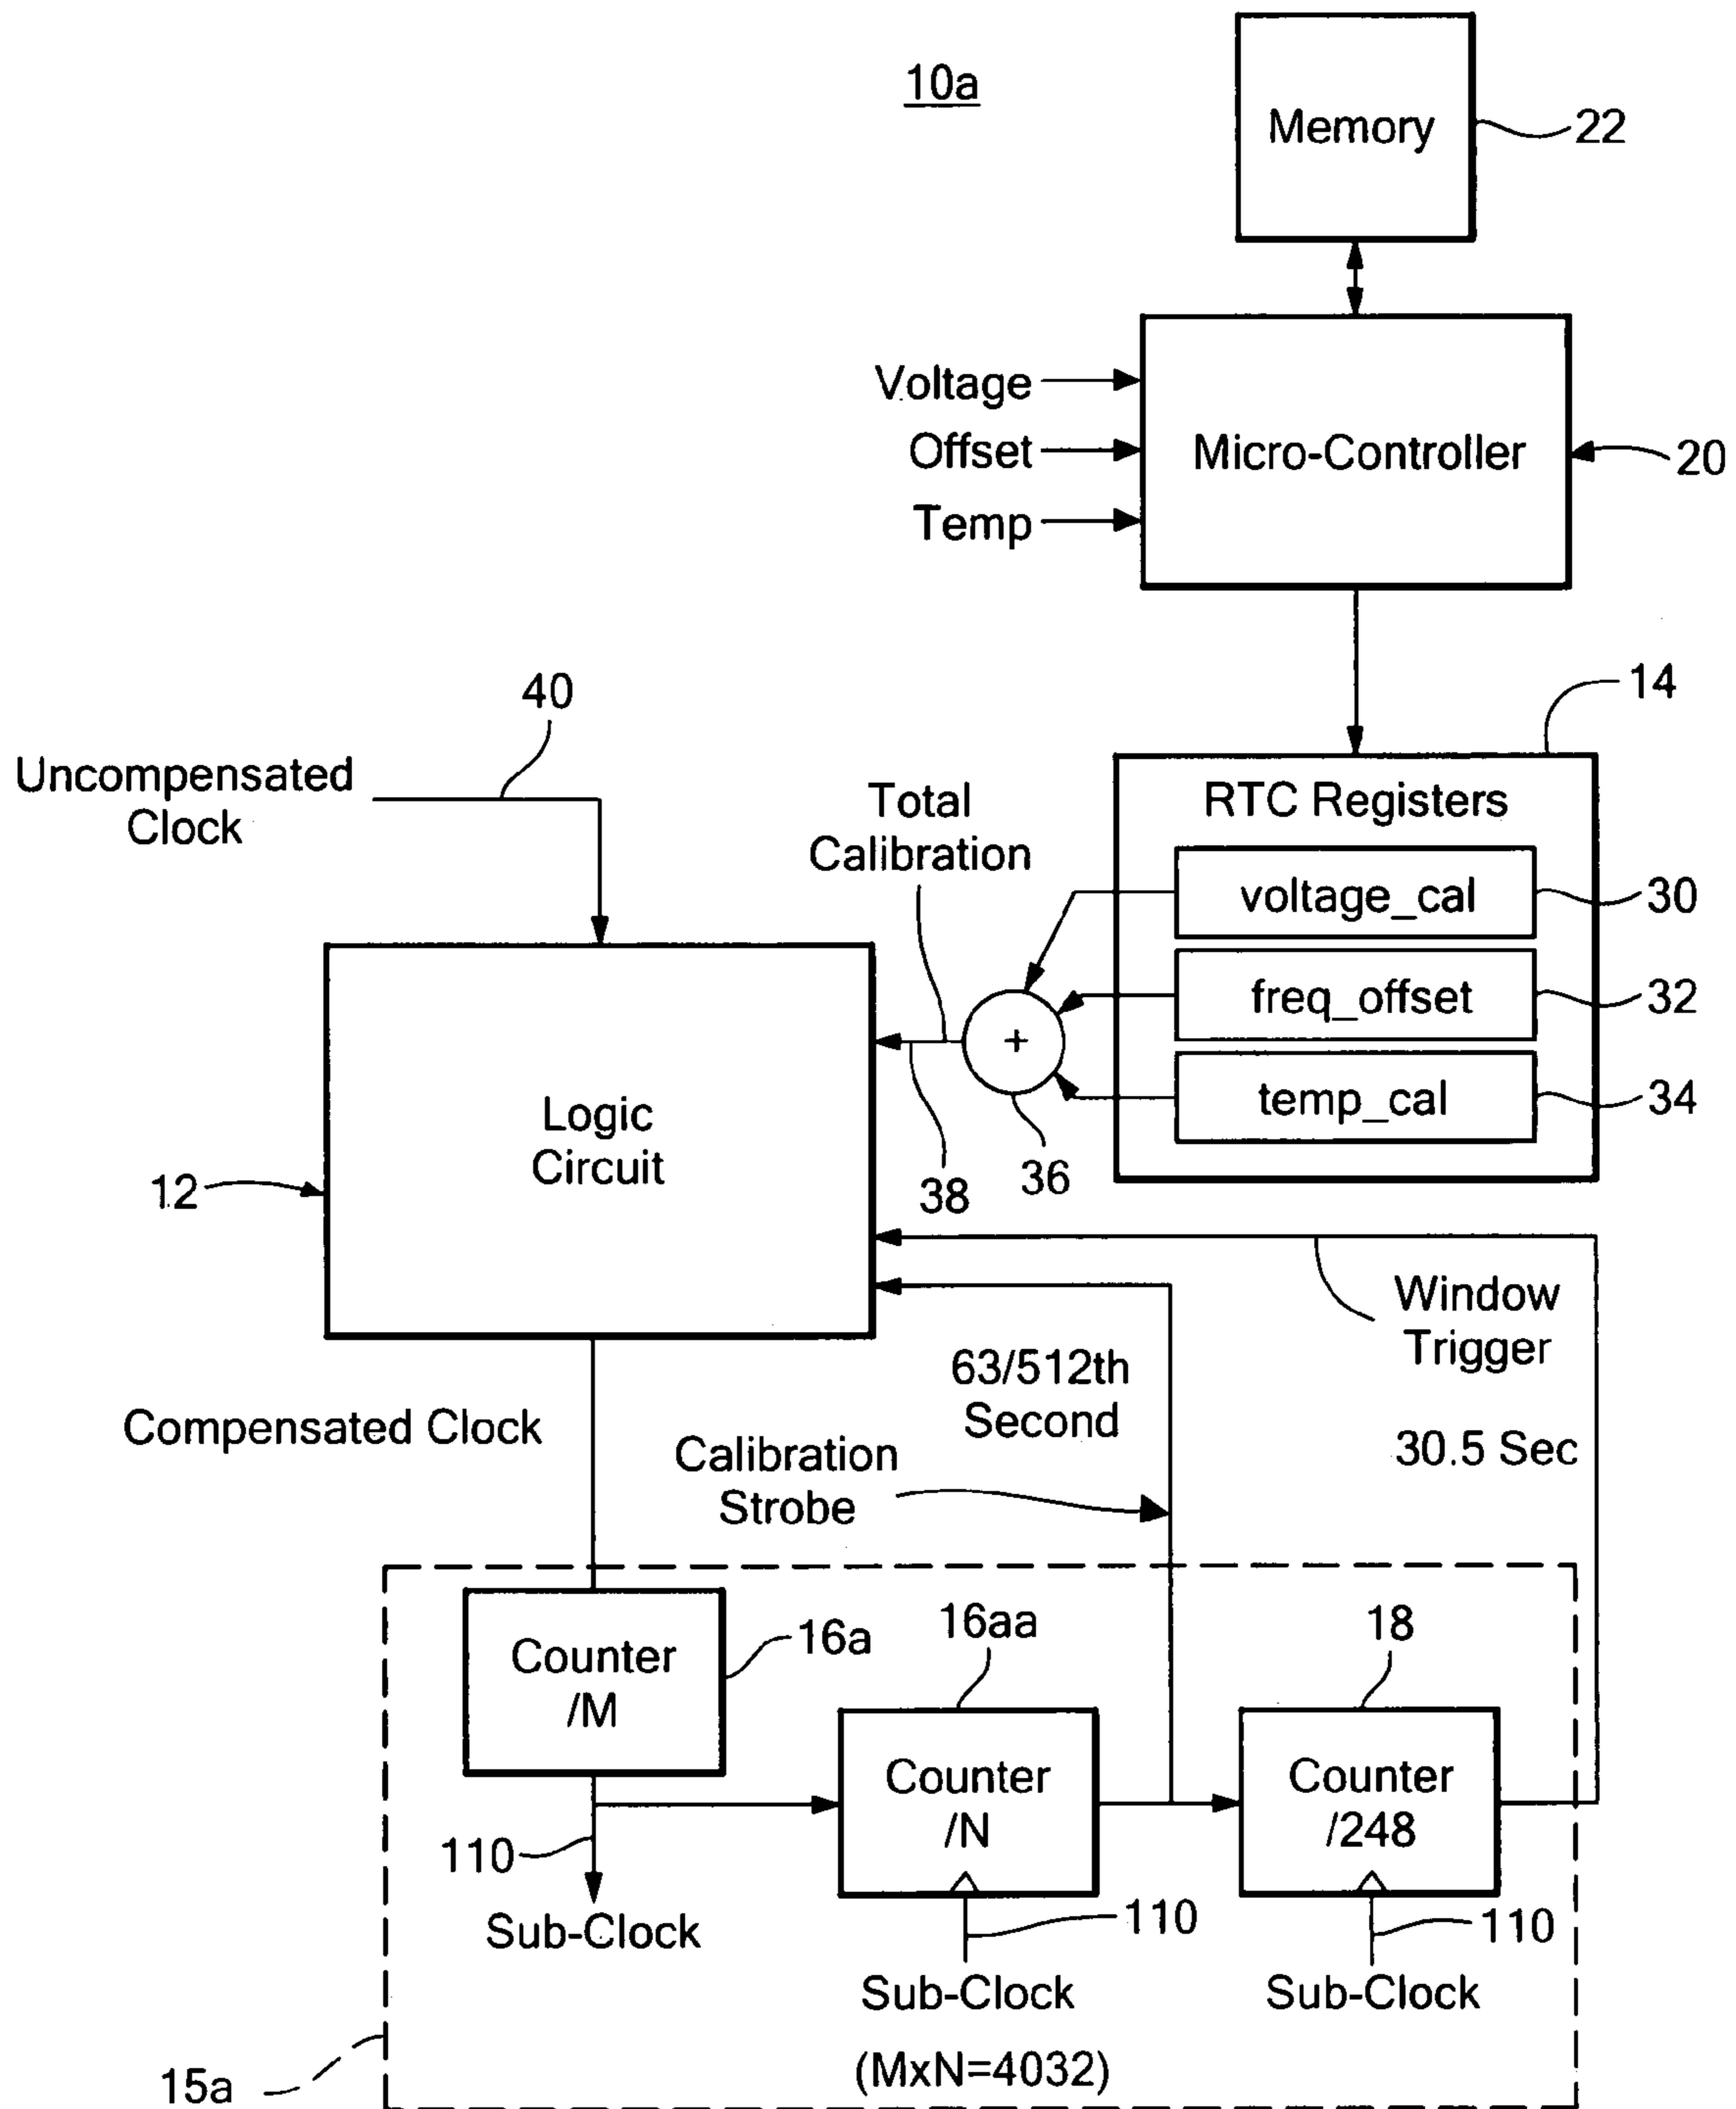 10a
Memory
22
Voltage
Offset
Temp
Micro-Controller
20
40
14
Uncompensated
Clock
Total
Calibration
RTC Registers
voltage_cal
30
freq_offset
32
temp_cal
34
+
36
38
Logic
Circuit
12
Window
Trigger
63/512th
Second
30.5 Sec
Compensated Clock
Calibration
Strobe
Counter
/M
16a
16aa
18
Counter
/N
Counter
/248
110
Sub-Clock
110
Sub-Clock
110
Sub-Clock
(MxN=4032)
15a